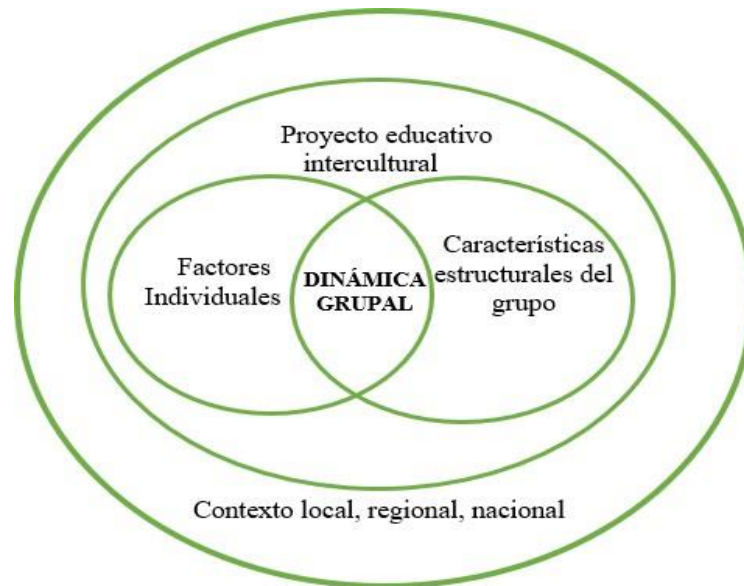 Proyecto educativo
intercultural
Factores
Individuales
DINÁMICA
GRUPAL
Características
estructurales del
grupo
Contexto local, regional, nacional